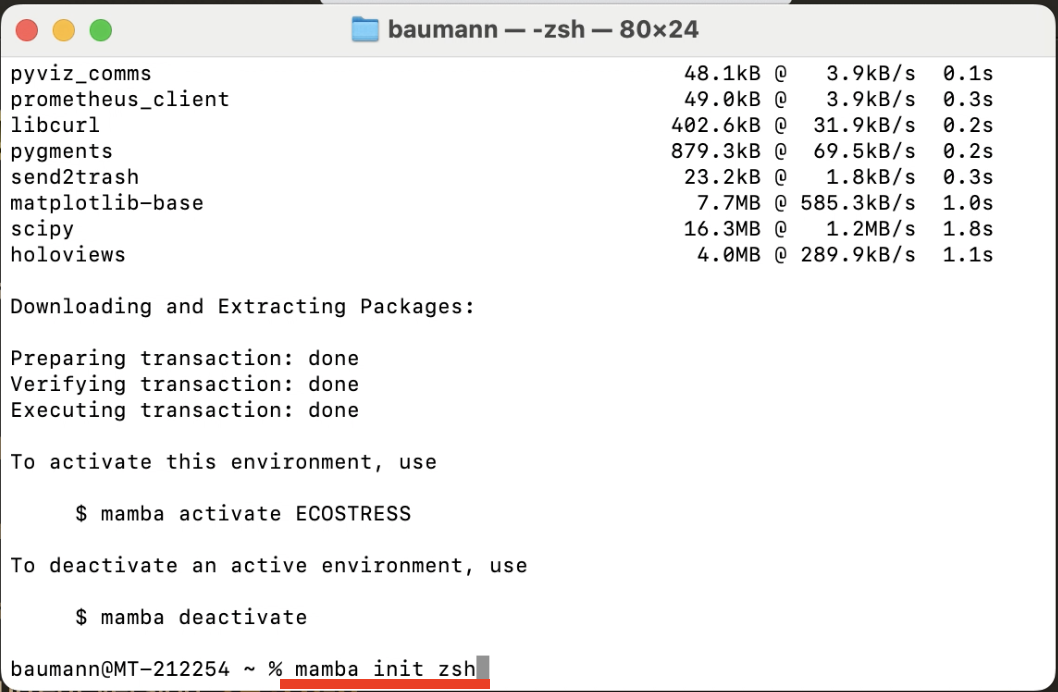 baumann — -zsh — 80×24
pyviz_comms 48.1kB @ 3.9kB/s 0.1s
prometheus_client 49.0kB @ 3.9kB/s 0.3s
libcurl 402.6kB @ 31.9kB/s 0.2s
pygments 879.3kB @ 69.5kB/s 0.2s
send2trash 23.2kB @ 1.8kB/s 0.3s
matplotlib-base 7.7MB @ 585.3kB/s 1.0s
scipy 16.3MB @ 1.2MB/s 1.8s
holoviews 4.0MB @ 289.9kB/s 1.1s
Downloading and Extracting Packages:
Preparing transaction: done
Verifying transaction: done
Executing transaction: done
To activate this environment, use
$ mamba activate ECOSTRESS
To deactivate an active environment, use
$ mamba deactivate
baumann@MT-212254 ~ % mamba init zsh